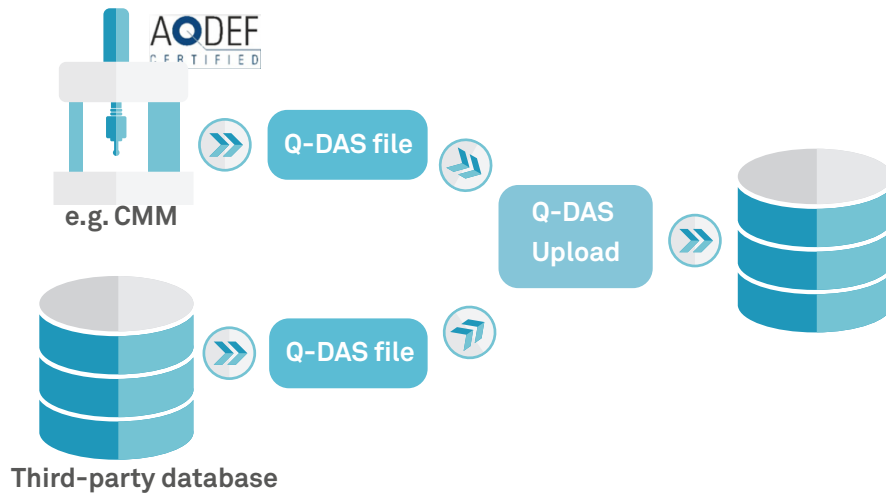 AQDEF
CERTIFIED
Q-DAS file
e.g. CMM
Q-DAS
Upload
Q-DAS file
Third-party database